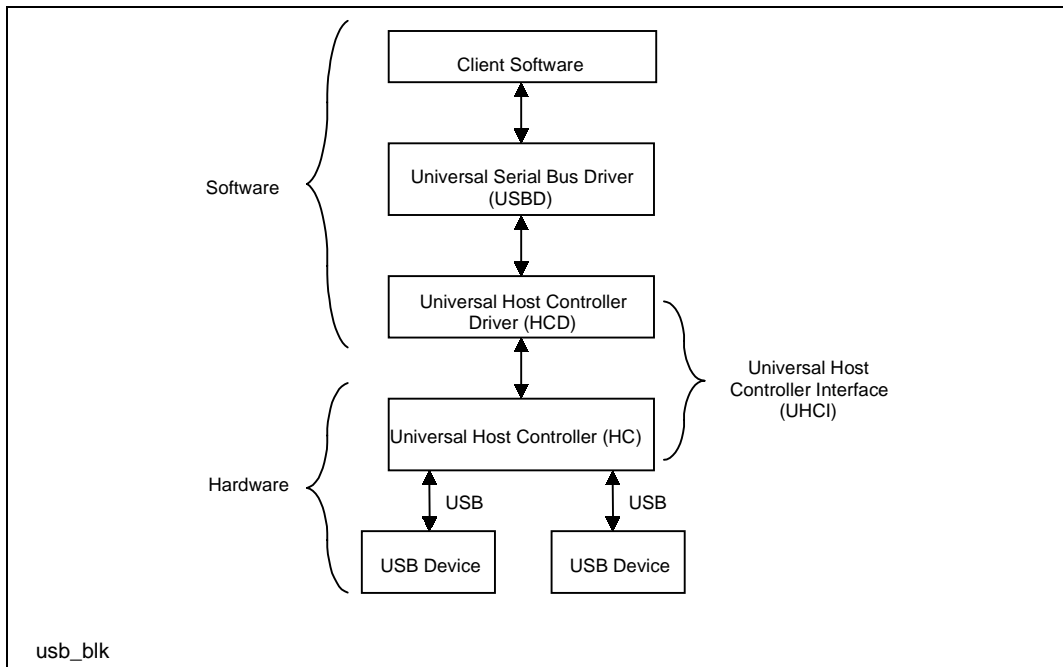 Client Software
Universal Serial Bus Driver
(USBD)
Software
Universal Host Controller
Driver (HCD)
Universal Host
Controller Interface
(UHCI)
Universal Host Controller (HC)
Hardware
USB
USB
USB Device
USB Device
usb_blk